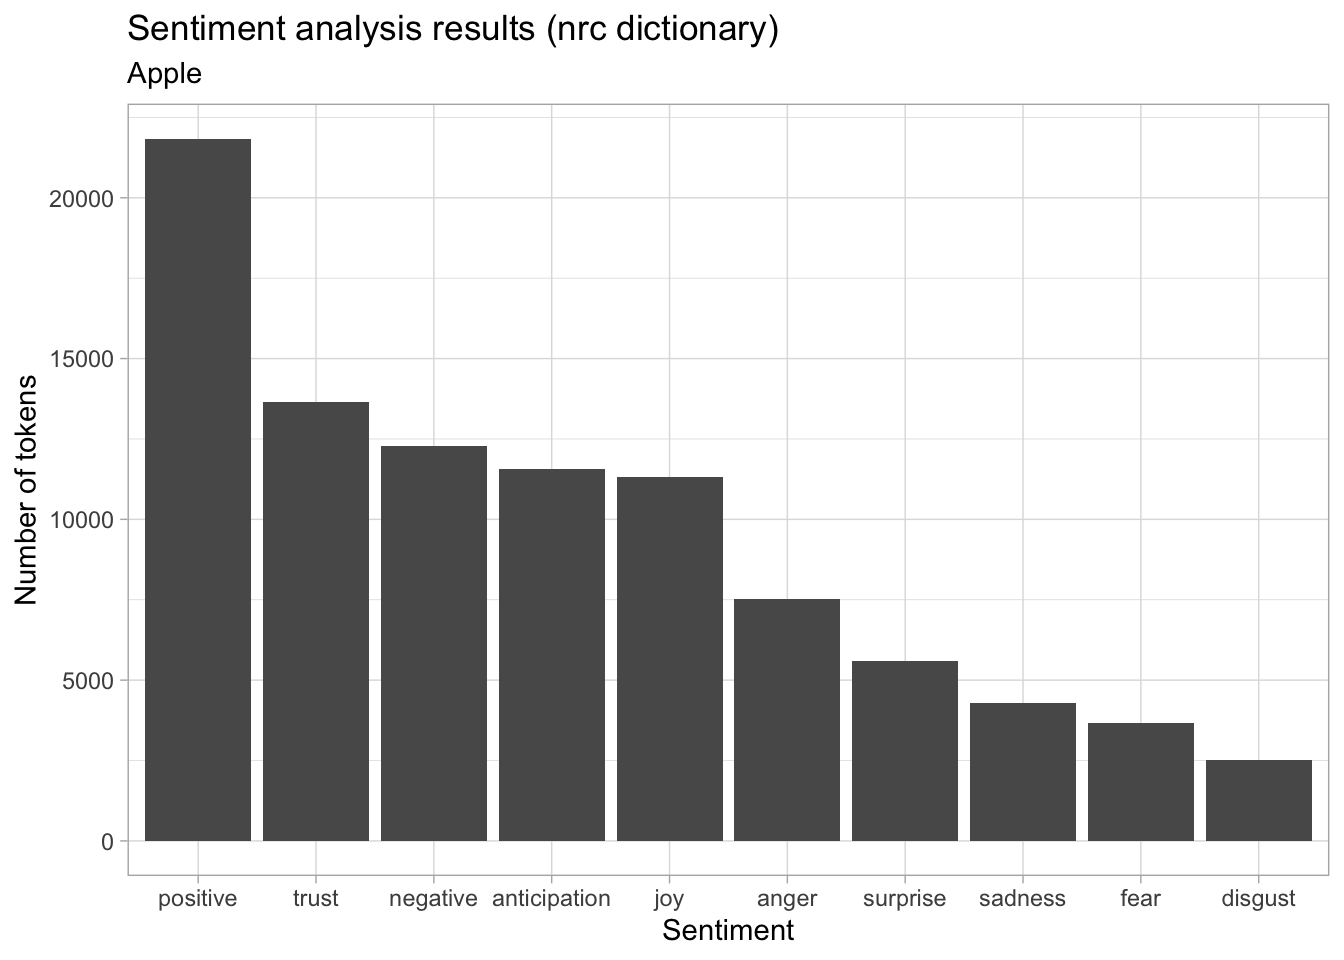 Sentiment analysis results (nrc dictionary)
Apple
20000
15000
10000
5000
0
Number of tokens
positive trust negative anticipation joy anger surprise sadness fear disgust
Sentiment